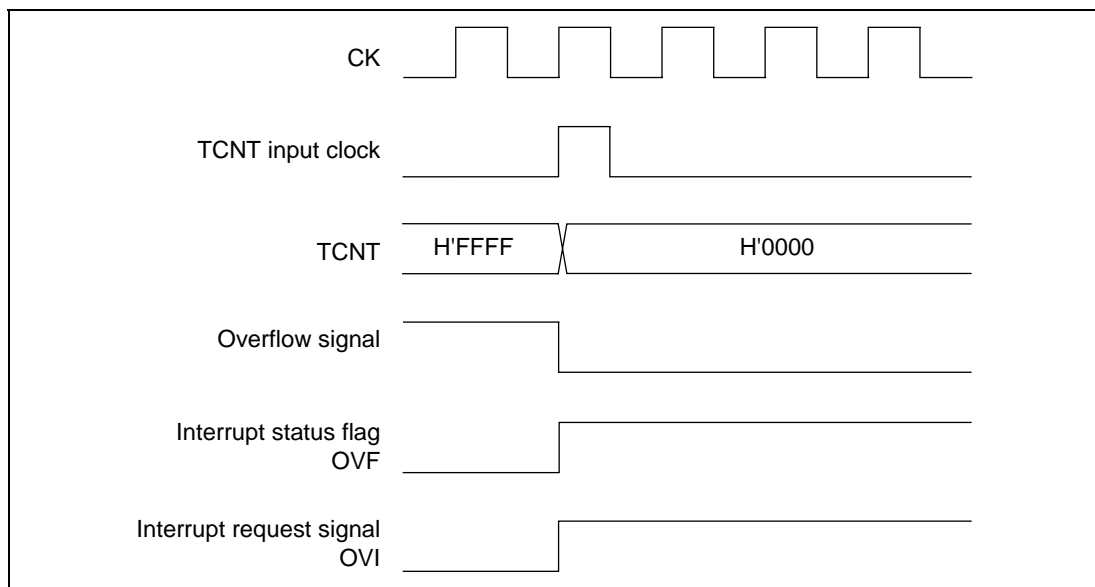 CK
TCNT input clock
TCNT
H'FFFF
H'0000
Overflow signal
Interrupt status flag
OVF
Interrupt request signal
OVI